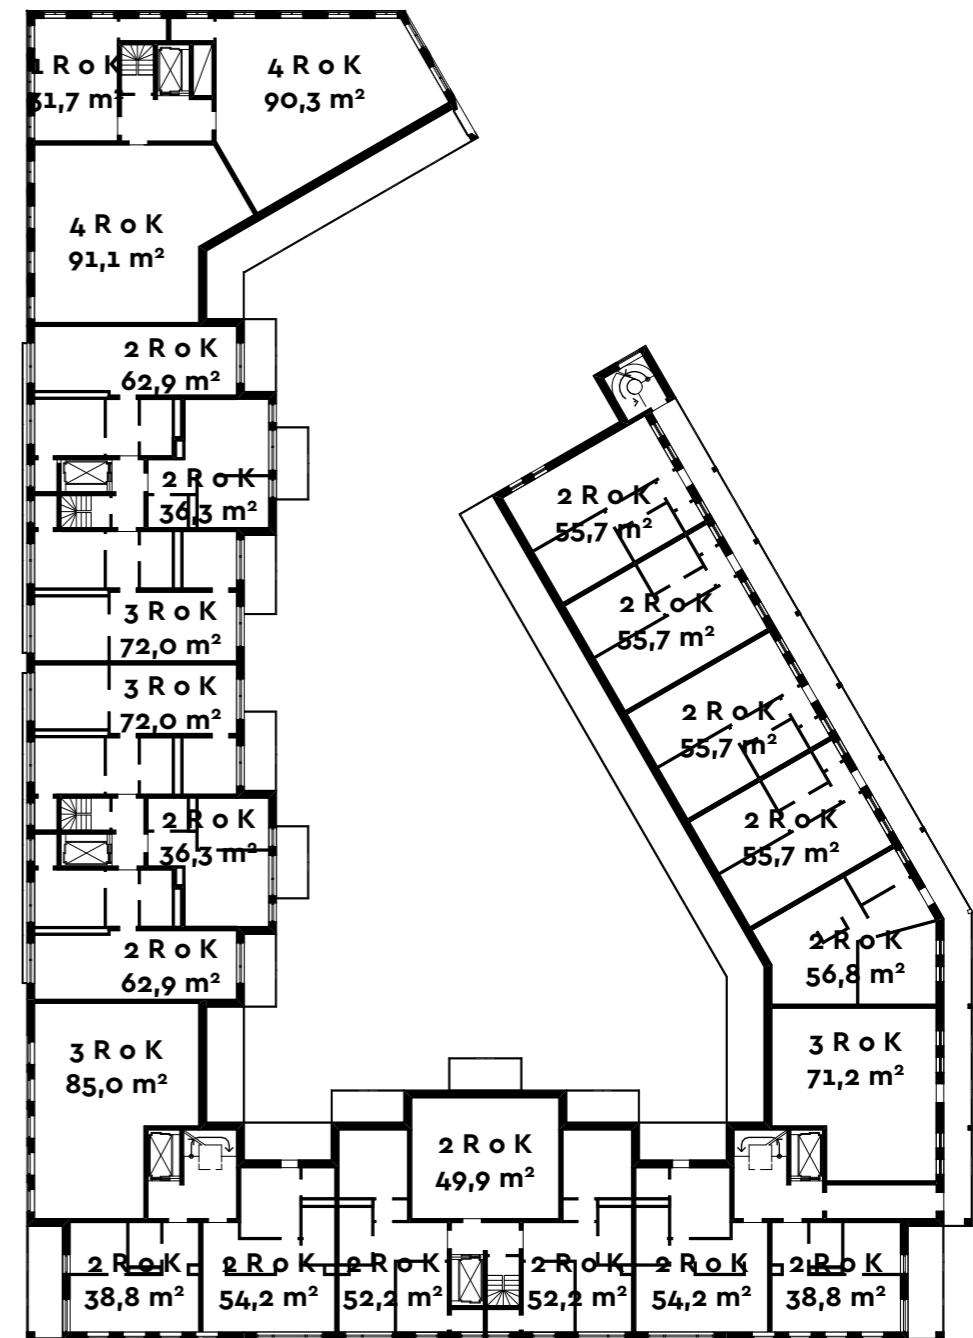 1 R o K
31,7 m²
4 R o K
90,3 m²
4 R o K
91,1 m²
2 R o K
62,9 m²
2 R o K
36,3 m²
3 R o K
72,0 m²
3 R o K
72,0 m²
2 R o K
36,3 m²
2 R o K
62,9 m²
3 R o K
85,0 m²
2 R o K
55,7 m²
2 R o K
55,7 m²
2 R o K
55,7 m²
2 R o K
55,7 m²
2 R o K
56,8 m²
3 R o K
71,2 m²
2 R o K
49,9 m²
2 R o K
38,8 m²
2 R o K
54,2 m²
2 R o K
52,2 m²
2 R o K
52,2 m²
2 R o K
54,2 m²
2 R o K
38,8 m²